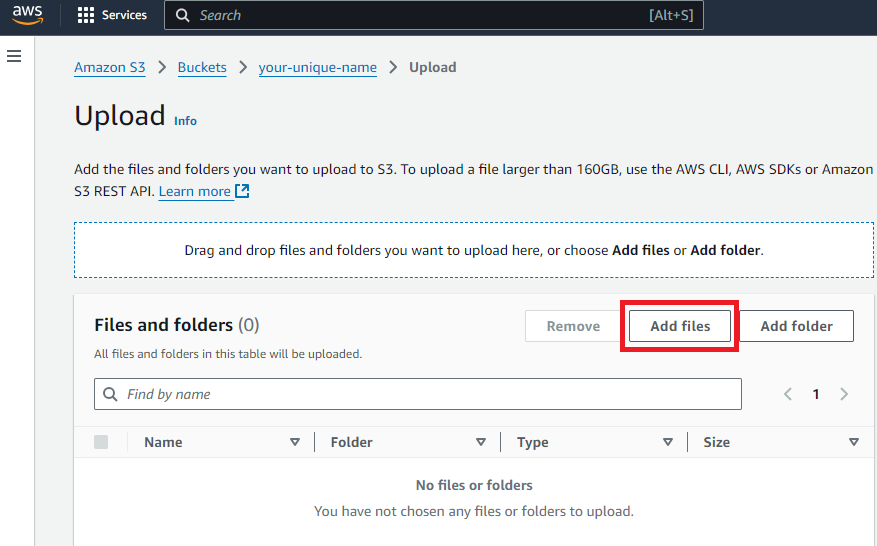 aws Services Search [Alt+S]
Amazon S3 > Buckets > your-unique-name > Upload
Upload Info
Add the files and folders you want to upload to S3. To upload a file larger than 160GB, use the AWS CLI, AWS SDKs or Amazon
S3 REST API. Learn more
Drag and drop files and folders you want to upload here, or choose Add files or Add folder.
Files and folders (0) Remove Add files Add folder
All files and folders in this table will be uploaded.
Find by name 1
Name Folder Type Size
No files or folders
You have not chosen any files or folders to upload.